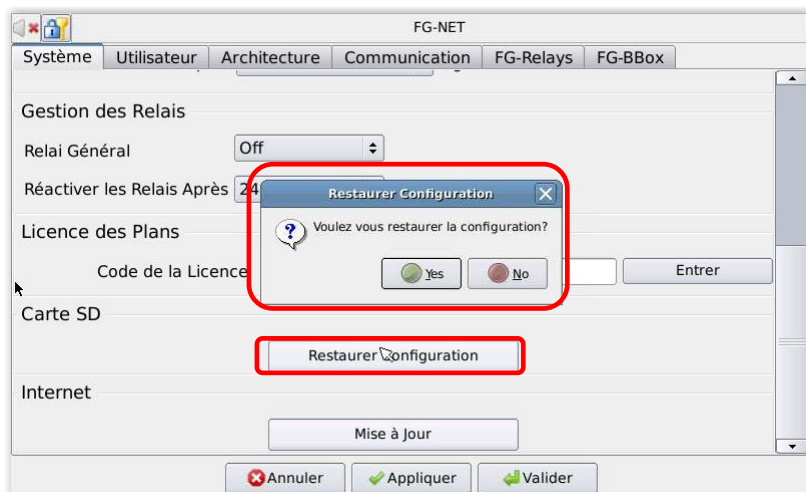 FG-NET
Système Utilisateur Architecture Communication FG-Relays FG-BBox
Gestion des Relais
Relai Général Off
Réactiver les Relais Après 24
Restaurer Configuration
Voulez vous restaurer la configuration?
Yes No
Licence des Plans
Code de la Licence Entrer
Carte SD
Restaurer Configuration
Internet
Mise à Jour
Annuler Appliquer Valider